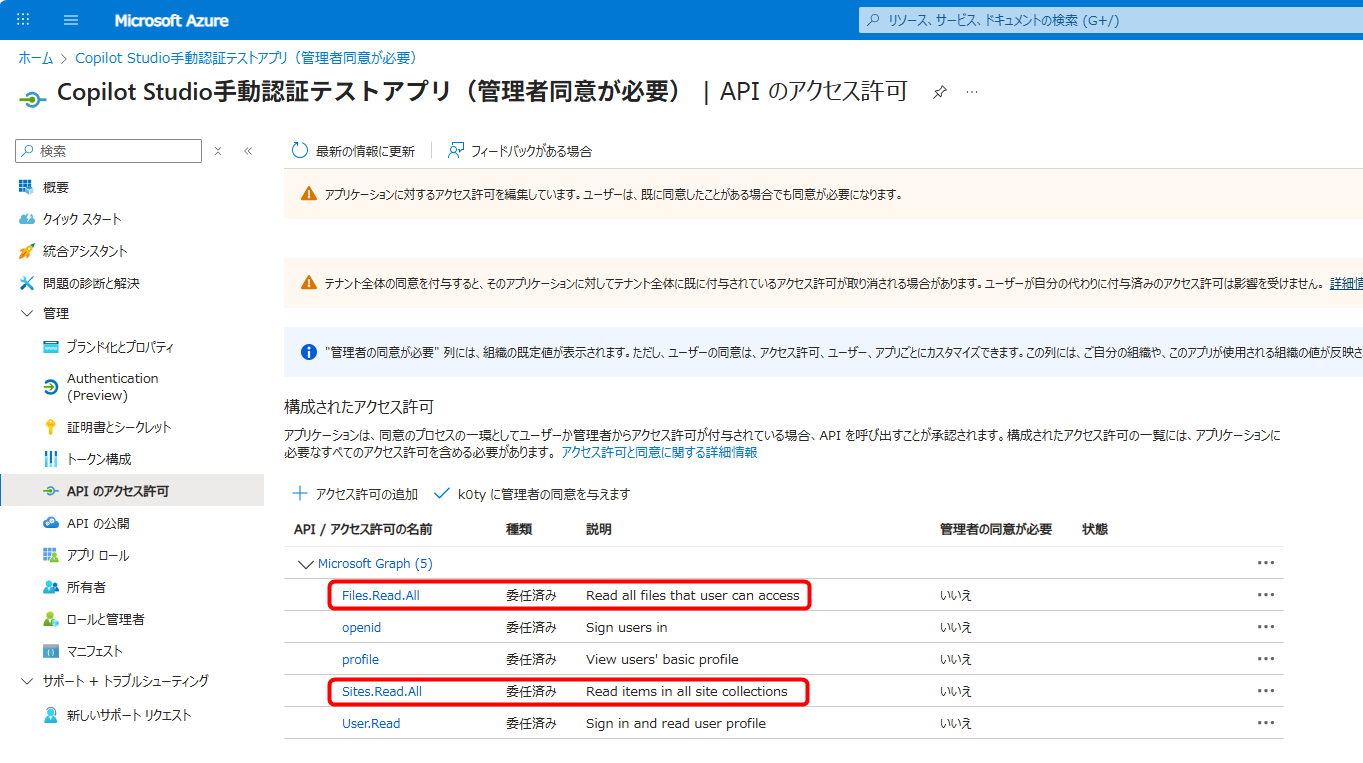 Microsoft Azure
リソース、サービス、ドキュメントの検索 (G+/)
ホーム > Copilot Studio手動認証テストアプリ（管理者同意が必要）
Copilot Studio手動認証テストアプリ（管理者同意が必要） | API のアクセス許可
検索
最新の情報に更新
フィードバックがある場合
概要
クイック スタート
統合アシスタント
問題の診断と解決
管理
ブランド化とプロパティ
Authentication
(Preview)
証明書とシークレット
トークン構成
API のアクセス許可
API の公開
アプリ ロール
所有者
ロールと管理者
マニフェスト
サポート + トラブルシューティング
新しいサポート リクエスト
アプリケーションに対するアクセス許可を編集しています。ユーザーは、既に同意したことがある場合でも同意が必要になります。
テナント全体の同意を付与すると、そのアプリケーションに対してテナント全体に既に付与されているアクセス許可が取り消される場合があります。ユーザーが自分の代わりに付与済みのアクセス許可は影響を受けません。 詳細情
"管理者の同意が必要" 列には、組織の既定値が表示されます。ただし、ユーザーの同意は、アクセス許可、ユーザー、アプリごとにカスタマイズできます。この列には、ご自分の組織や、このアプリが使用される組織の値が反映さ
構成されたアクセス許可
アプリケーションは、同意のプロセスの一環としてユーザーか管理者からアクセス許可が付与されている場合、API を呼び出すことが承認されます。構成されたアクセス許可の一覧には、アプリケーションに
必要なすべてのアクセス許可を含める必要があります。 アクセス許可と同意に関する詳細情報
アクセス許可の追加
k0ty に管理者の同意を与えます
API / アクセス許可の名前 種類 説明 管理者の同意が必要 状態
Microsoft Graph (5)
Files.Read.All 委任済み Read all files that user can access いいえ
openid 委任済み Sign users in いいえ
profile 委任済み View users' basic profile いいえ
Sites.Read.All 委任済み Read items in all site collections いいえ
User.Read 委任済み Sign in and read user profile いいえ